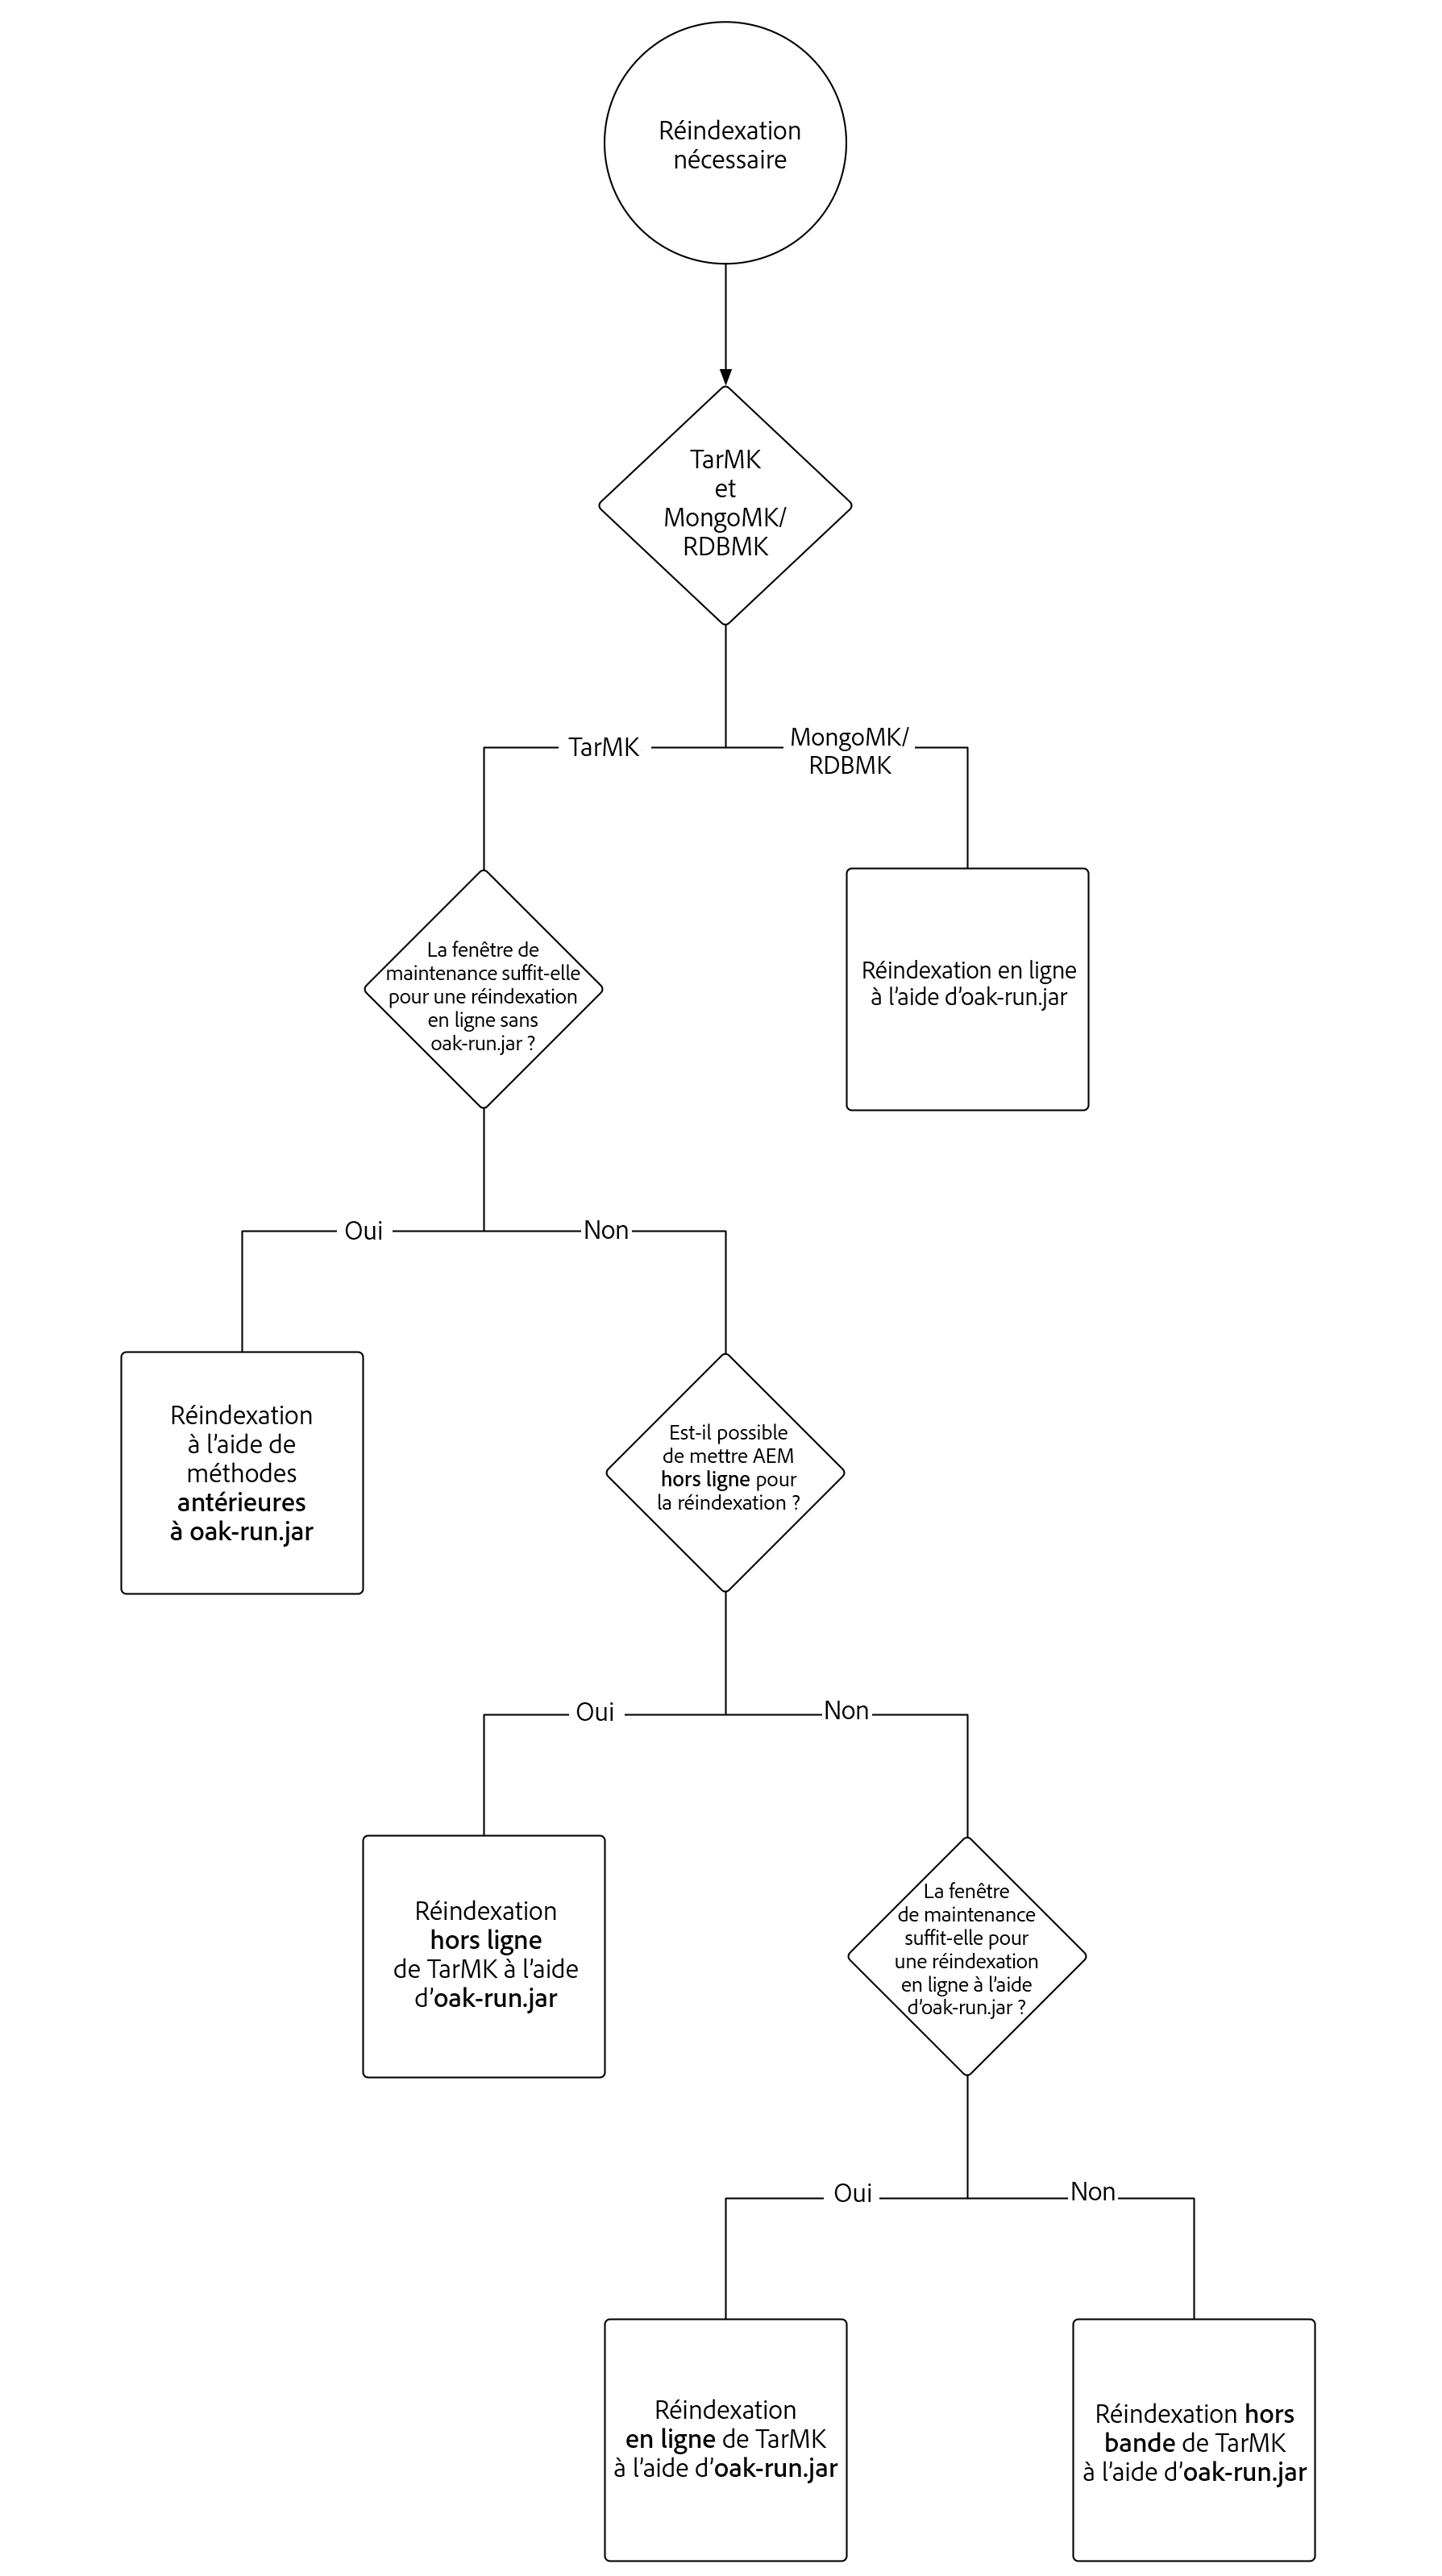 Réindexation
nécessaire
TarMK
et
MongoMK/
RDBMK
TarMK
MongoMK/
RDBMK
La fenêtre de
maintenance suffit-elle
pour une réindexation
en ligne sans
oak-run.jar ?
Réindexation en ligne
à l’aide d’oak-run.jar
Oui
Non
Réindexation
à l’aide de
méthodes
antérieures
à oak-run.jar
Est-il possible
de mettre AEM
hors ligne pour
la réindexation ?
Oui
Non
Réindexation
hors ligne
de TarMK à l’aide
d’oak-run.jar
La fenêtre
de maintenance
suffit-elle pour
une réindexation
en ligne à l’aide
d’oak-run.jar ?
Oui
Non
Réindexation
en ligne de TarMK
à l’aide d’oak-run.jar
Réindexation hors
bande de TarMK
à l’aide d’oak-run.jar